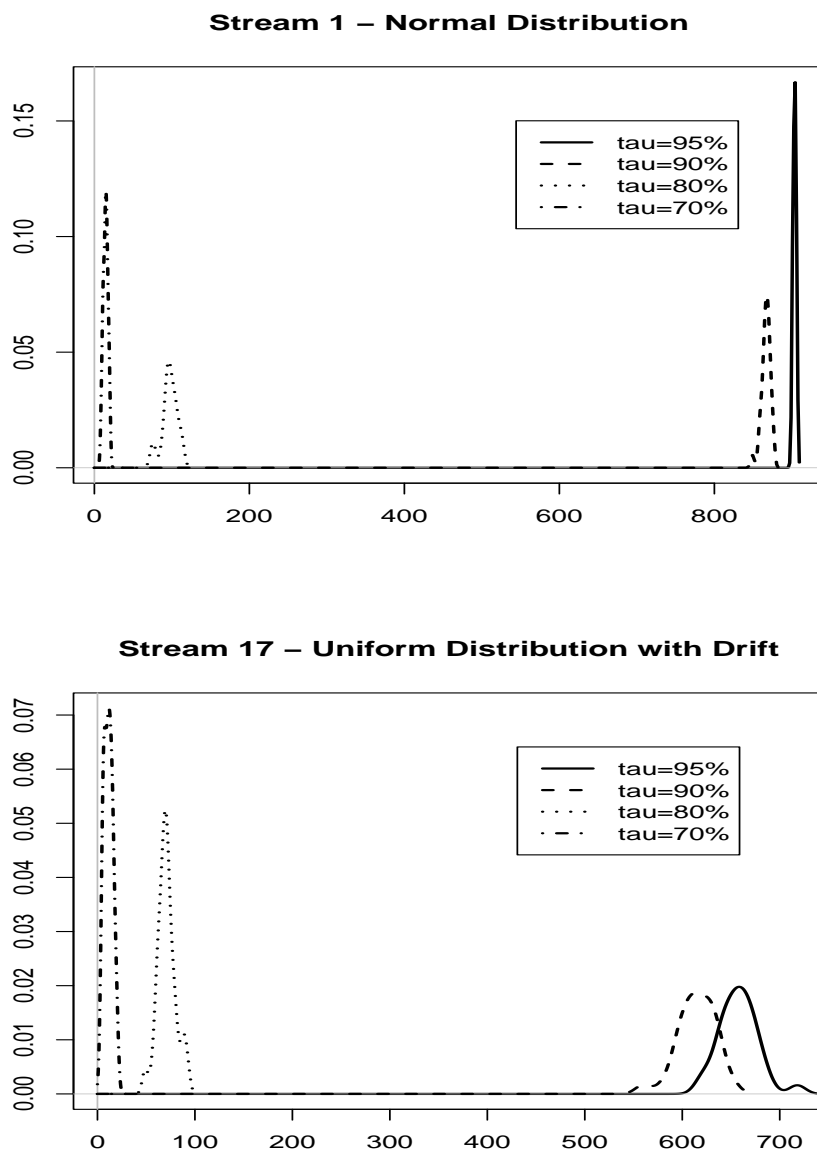 Stream 1 – Normal Distribution
0.15
0.10
0.05
0.00
tau=95%
tau=90%
tau=80%
tau=70%
0 200 400 600 800
Stream 17 – Uniform Distribution with Drift
0.07
0.06
0.05
0.04
0.03
0.02
0.01
0.00
tau=95%
tau=90%
tau=80%
tau=70%
0 100 200 300 400 500 600 700